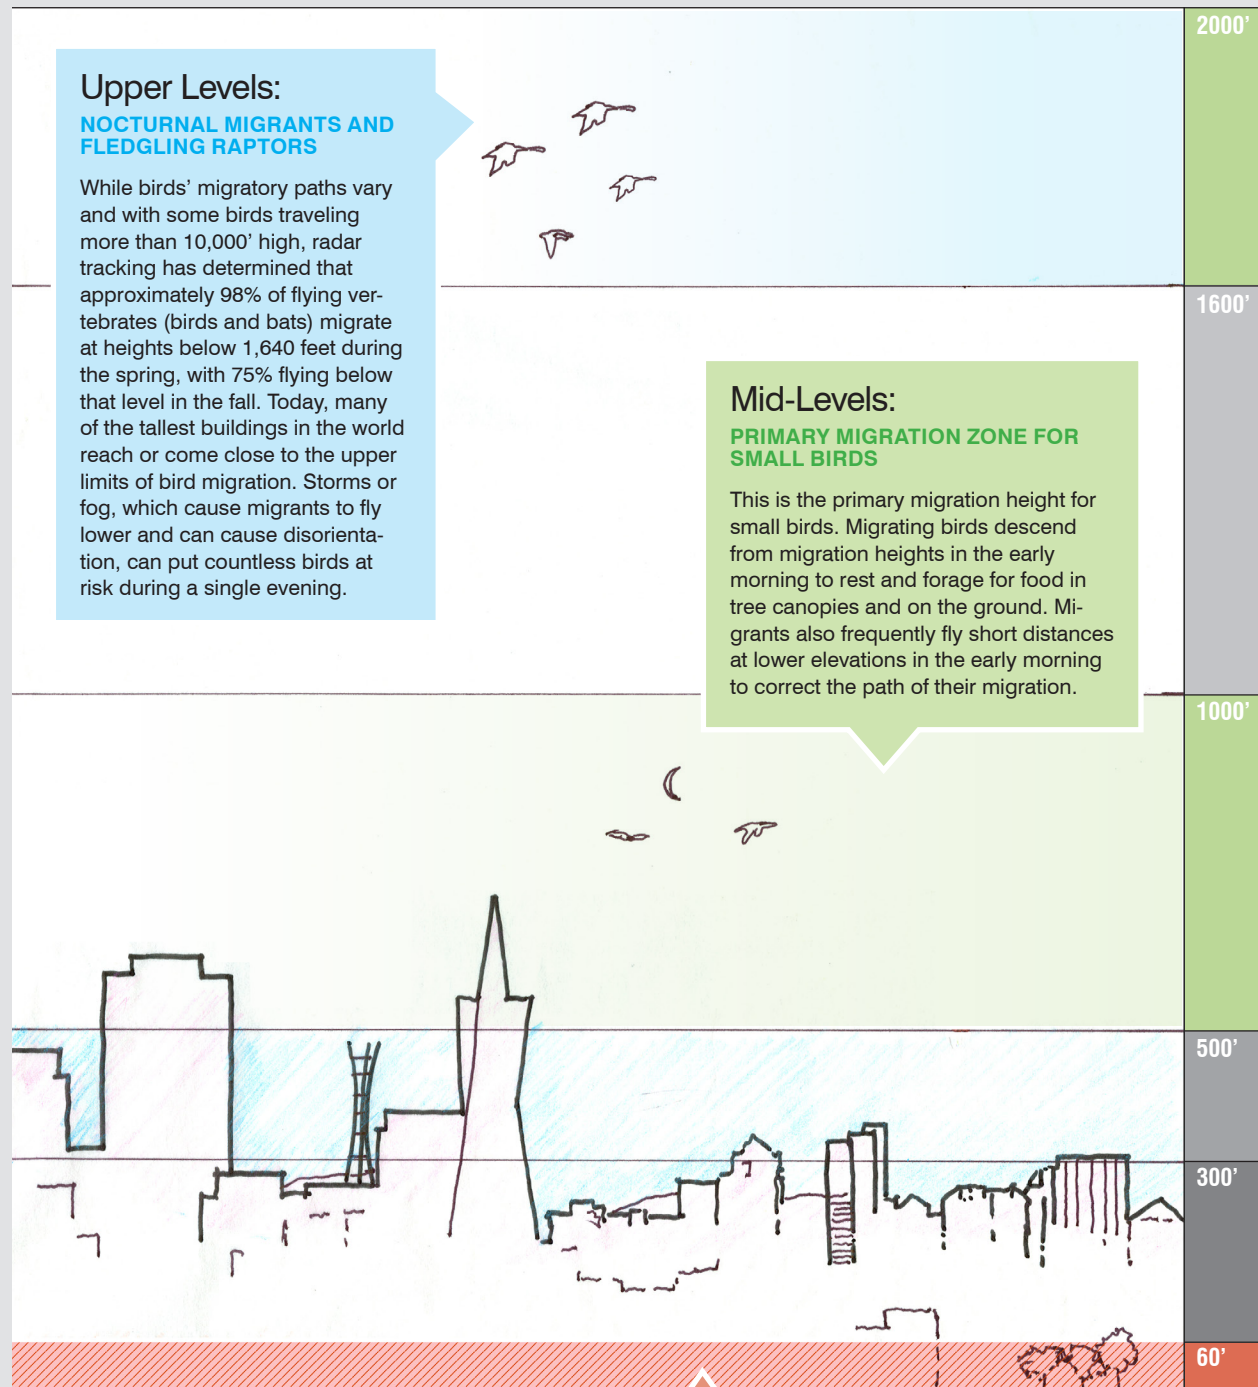 2000’
Upper Levels:
NOCTURNAL MIGRANTS AND
FLEDGLING RAPTORS
While birds’ migratory paths vary
and with some birds traveling
more than 10,000’ high, radar
tracking has determined that
approximately 98% of flying ver-
tebrates (birds and bats) migrate
at heights below 1,640 feet during
the spring, with 75% flying below
that level in the fall. Today, many
of the tallest buildings in the world
reach or come close to the upper
limits of bird migration. Storms or
fog, which cause migrants to fly
lower and can cause disorienta-
tion, can put countless birds at
risk during a single evening.
1600’
Mid-Levels:
PRIMARY MIGRATION ZONE FOR
SMALL BIRDS
This is the primary migration height for
small birds. Migrating birds descend
from migration heights in the early
morning to rest and forage for food in
tree canopies and on the ground. Mi-
grants also frequently fly short distances
at lower elevations in the early morning
to correct the path of their migration.
1000’
500’
300’
60’